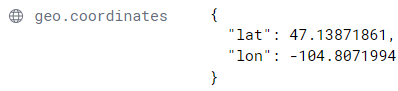 geo.coordinates {
"lat": 47.13871861,
"lon": -104.8071994
}